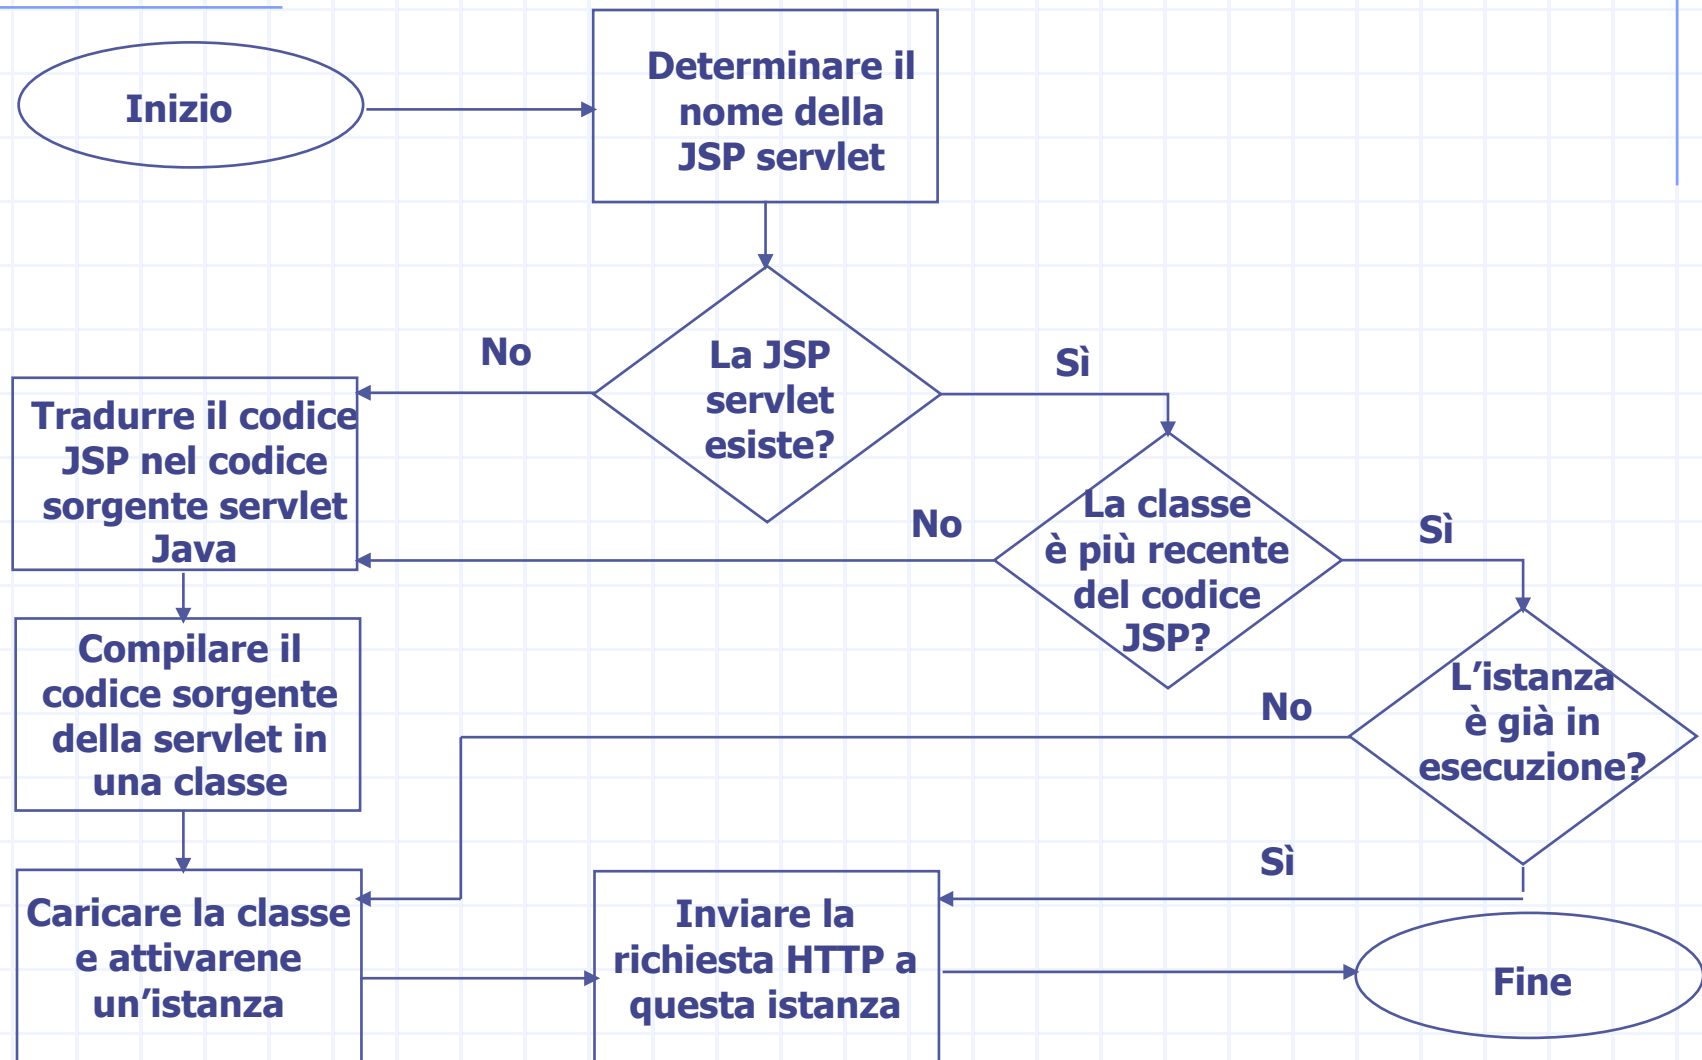 Inizio
Determinare il
nome della
JSP servlet
La JSP
servlet
esiste?
No
Sì
Tradurre il codice
JSP nel codice
sorgente servlet
Java
La classe
è più recente
del codice
JSP?
No
Sì
Compilare il
codice sorgente
della servlet in
una classe
L’istanza
è già in
esecuzione?
No
Sì
Caricare la classe
e attivarene
un’istanza
Inviare la
richiesta HTTP a
questa istanza
Fine